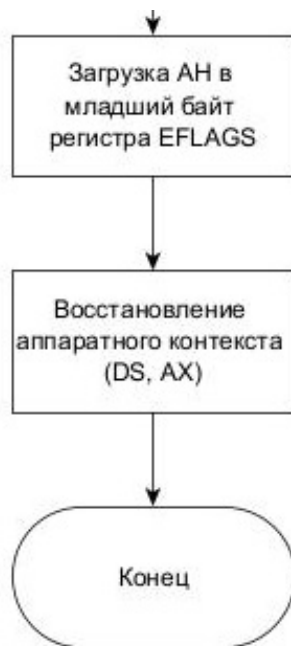 Загрузка AH в
младший байт
регистра EFLAGS
Восстановление
аппаратного контекста
(DS, AX)
Конец